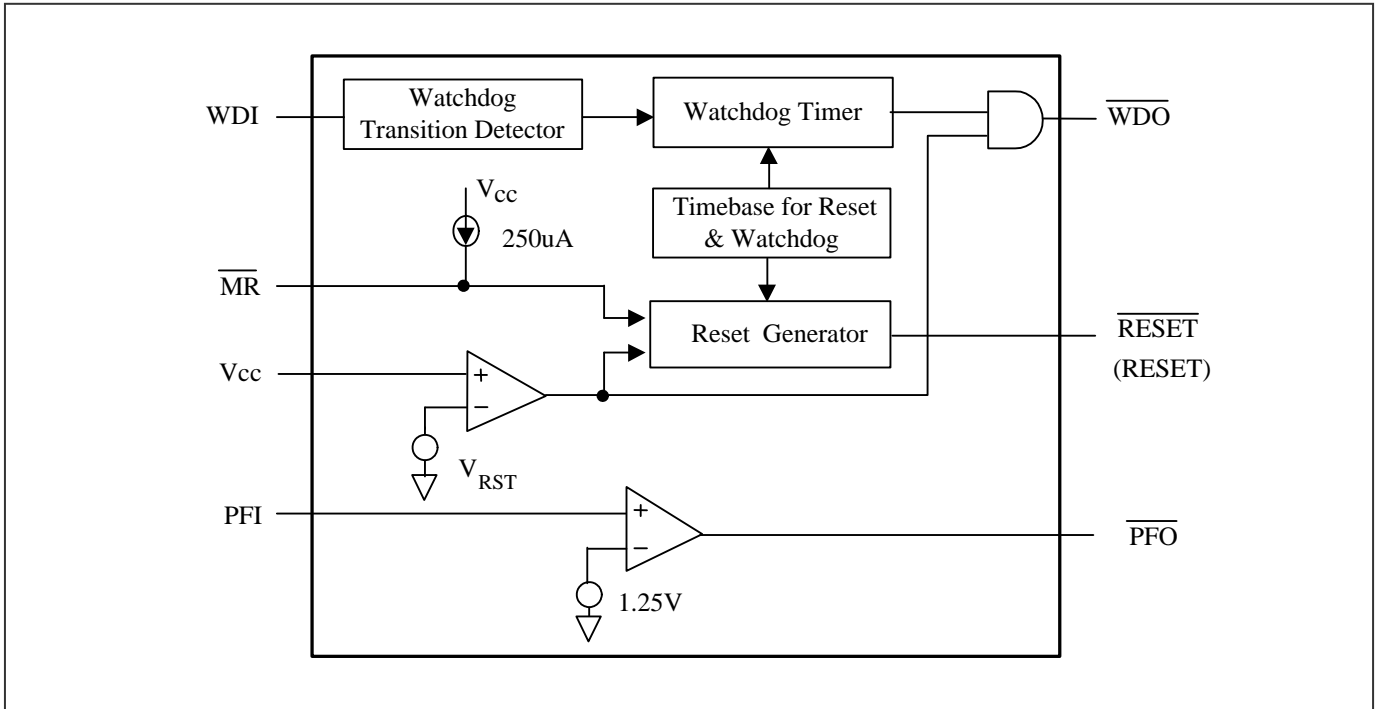 WDI
Watchdog
Transition Detector
Watchdog Timer
WDO
Vcc
250uA
Timebase for Reset
& Watchdog
MR
Reset Generator
RESET
(RESET)
Vcc
+
−
VRST
PFI
+
−
PFO
1.25V